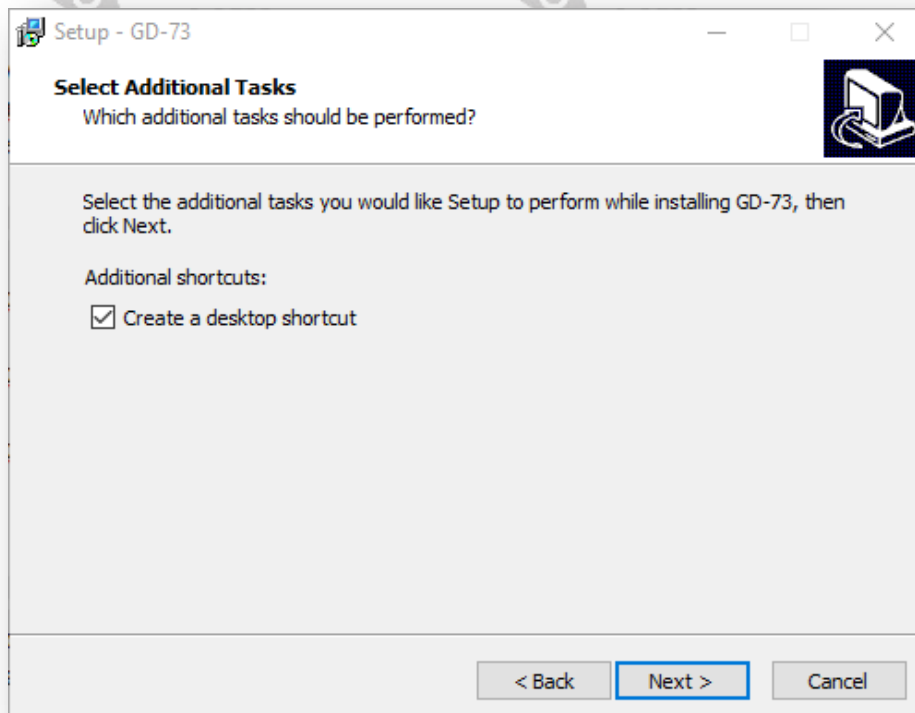 Setup - GD-73
Select Additional Tasks
Which additional tasks should be performed?
Select the additional tasks you would like Setup to perform while installing GD-73, then
click Next.
Additional shortcuts:
Create a desktop shortcut
< Back
Next >
Cancel